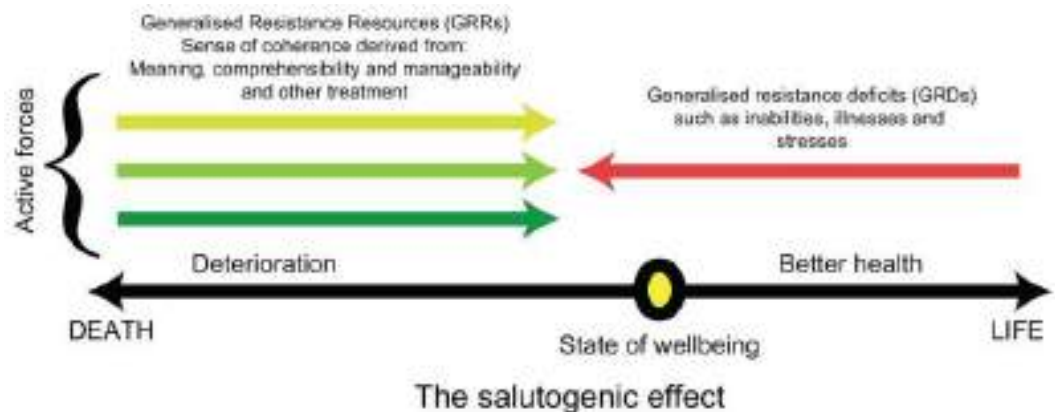 Generalised Resistance Resources (GRRs)
Sense of coherence derived from:
Meaning, comprehensibility and manageability
and other treatment
Generalised resistance deficits (GRDs)
such as inabilities, illnesses and
stresses
Active forces
Deterioration
Better health
DEATH
LIFE
State of wellbeing
The salutogenic effect